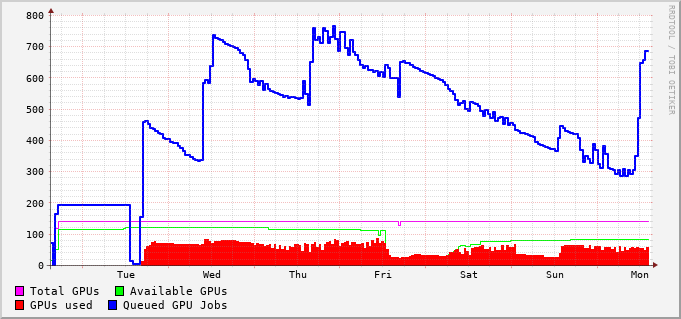 800
700
600
500
400
300
200
100
0
Tue Wed Thu Fri Sat Sun Mon
Total GPUs Available GPUs
GPUs used Queued GPU Jobs
RRDTOOL / TOBI OETIKER